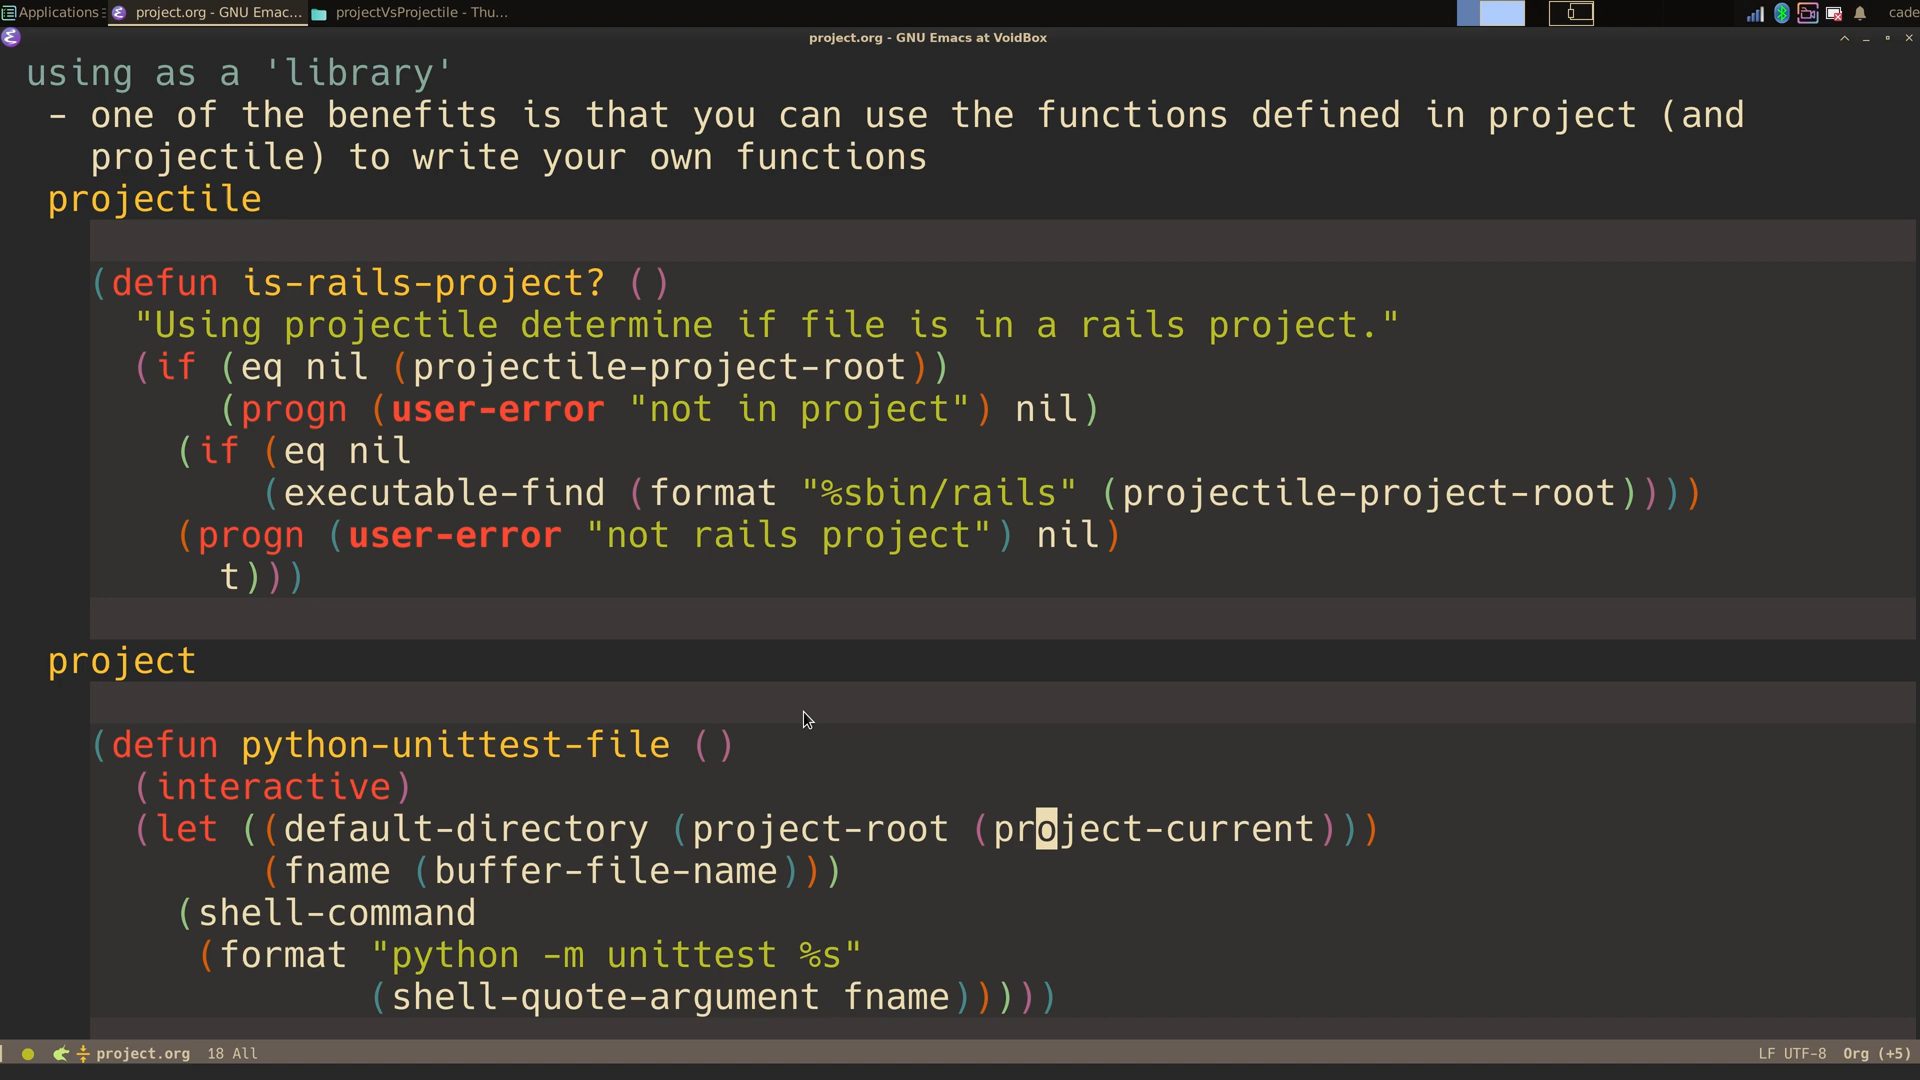 Applications
project.org - GNU Emac...
projectVsProjectile - Thu...
cade
project.org - GNU Emacs at VoidBox
using as a 'library'
- one of the benefits is that you can use the functions defined in project (and
projectile) to write your own functions
projectile
(defun is-rails-project? ()
"Using projectile determine if file is in a rails project."
(if (eq nil (projectile-project-root))
(progn (user-error "not in project") nil)
(if (eq nil
(executable-find (format "%sbin/rails" (projectile-project-root))))
(progn (user-error "not rails project") nil)
t)))
project
(defun python-unittest-file ()
(interactive)
(let ((default-directory (project-root (project-current)))
(fname (buffer-file-name)))
(shell-command
(format "python -m unittest %s"
(shell-quote-argument fname)))))
project.org 18 All
LF UTF-8 Org (+5)